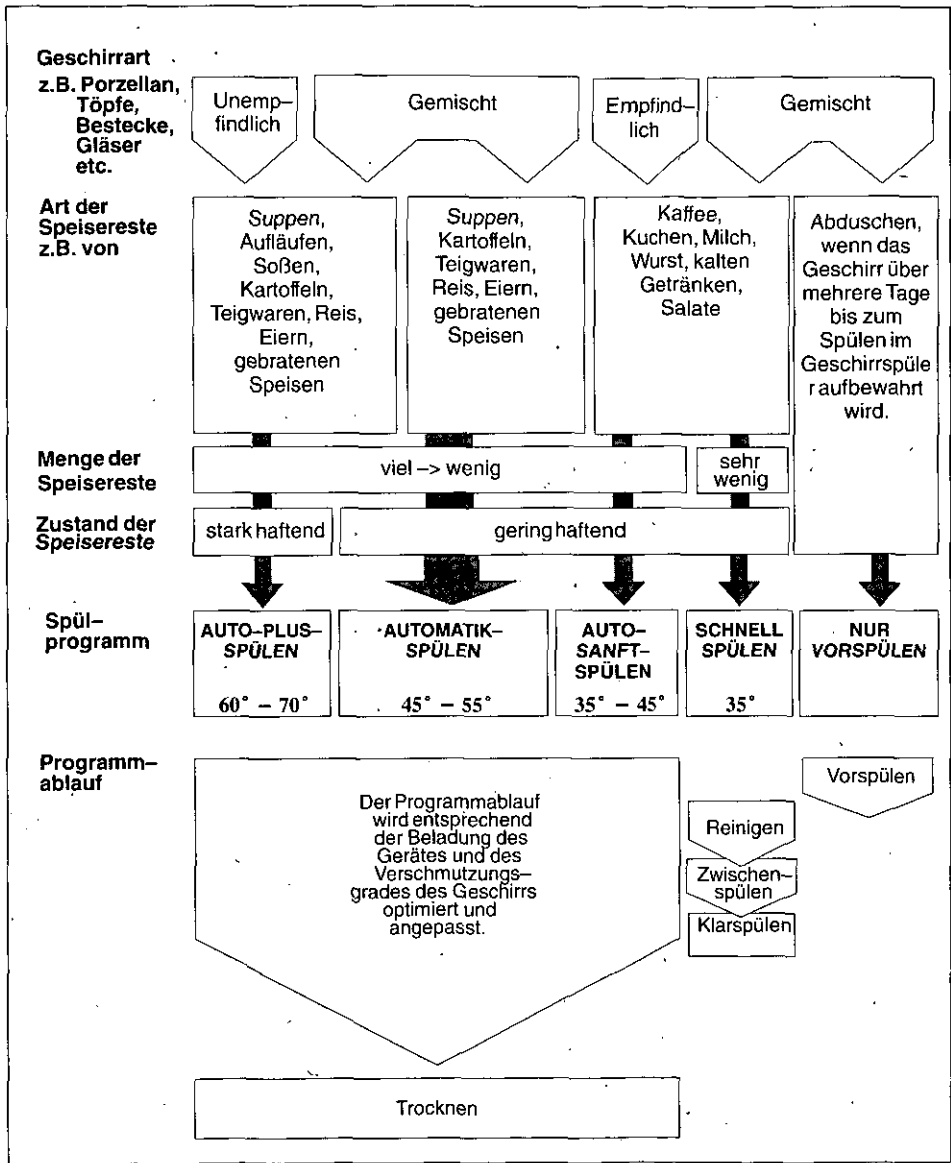 Geschirrart
z.B. Porzellan,
Töpfe,
Bestecke,
Gläser
etc.
Unemp-
findlich
Gemischt
Empfind-
lich
Gemischt
Art der
Speisereste
z.B. von
Suppen,
Aufläufen,
Soßen,
Kartoffeln,
Teigwaren, Reis,
Eiern,
gebratenen
Speisen
Suppen,
Kartoffeln,
Teigwaren,
Reis, Eiern,
gebratenen
Speisen
Kaffee,
Kuchen, Milch,
Wurst, kalten
Getränken,
Salate
Abduschen,
wenn das
Geschirr über
mehrere Tage
bis zum
Spülen im
Geschirrspüle
r aufbewahrt
wird.
Menge der
Speisereste
viel -> wenig
sehr
wenig
Zustand der
Speisereste
stark haftend
gering haftend
Spül-
programm
AUTO-PLUS-
SPÜLEN
60° - 70°
AUTOMATIK-
SPÜLEN
45° - 55°
AUTO-
SANFT-
SPÜLEN
35° - 45°
SCHNELL
SPÜLEN
35°
NUR
VORSPÜLEN
Programm-
ablauf
Der Programmablauf
wird entsprechend
der Beladung des
Gerätes und des
Verschmutzungs-
grades des Geschirrs
optimiert und
angepasst.
Reinigen
Zwischen-
spülen
Klarspülen
Vorspülen
Trocknen